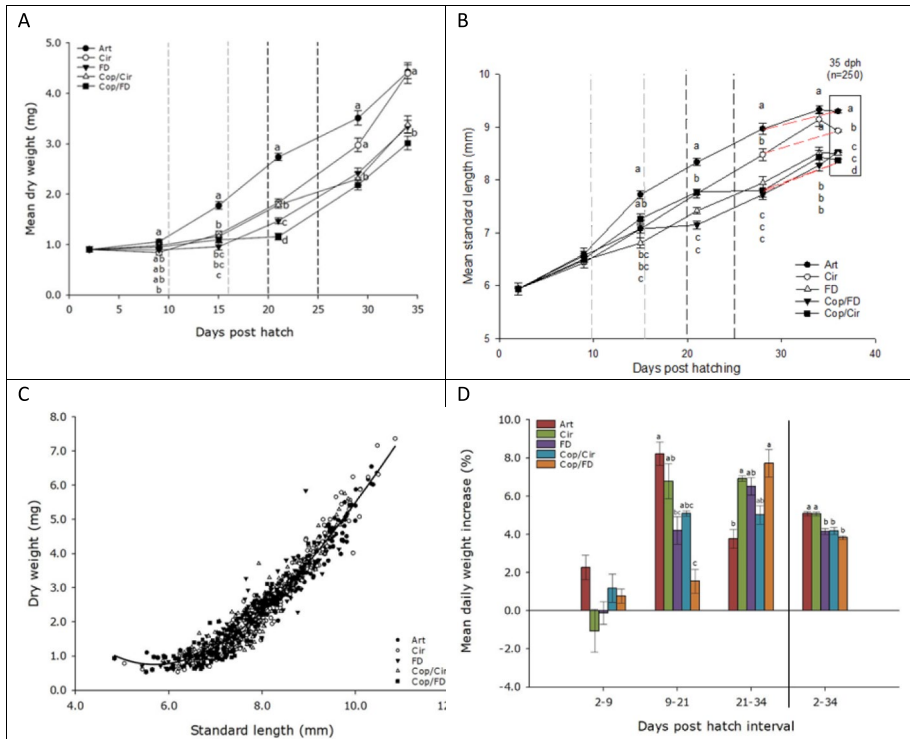 A
5.0
4.0
3.0
2.0
1.0
0.0
Mean dry weight (mg)
Art
Cir
FD
Cop/Cir
Cop/FD
a
a
a
a
a
a
b
b
b
b
c
d
ab
ab
ab
b
bc
bc
c
0 5 10 15 20 25 30 35
Days post hatch
B
35 dph
(n=250)
10
9
8
7
6
5
Mean standard length (mm)
a
a
a
a
a
a
b
b
b
c
c
d
ab
b
b
b
bc
bc
c
c
c
c
c
c
Art
Cir
FD
Cop/FD
Cop/Cir
0 10 20 30 40
Days post hatching
C
8.0
7.0
6.0
5.0
4.0
3.0
2.0
1.0
0.0
Dry weight (mg)
Art
Cir
FD
Cop/Cir
Cop/FD
4.0 6.0 8.0 10.0 12
Standard length (mm)
D
10.0
8.0
6.0
4.0
2.0
0.0
-2.0
-4.0
Mean daily weight increase (%)
Art
Cir
FD
Cop/Cir
Cop/FD
a ab bc abc c
b a a ab a
a a b b b
2-9 9-21 21-34 2-34
Days post hatch interval